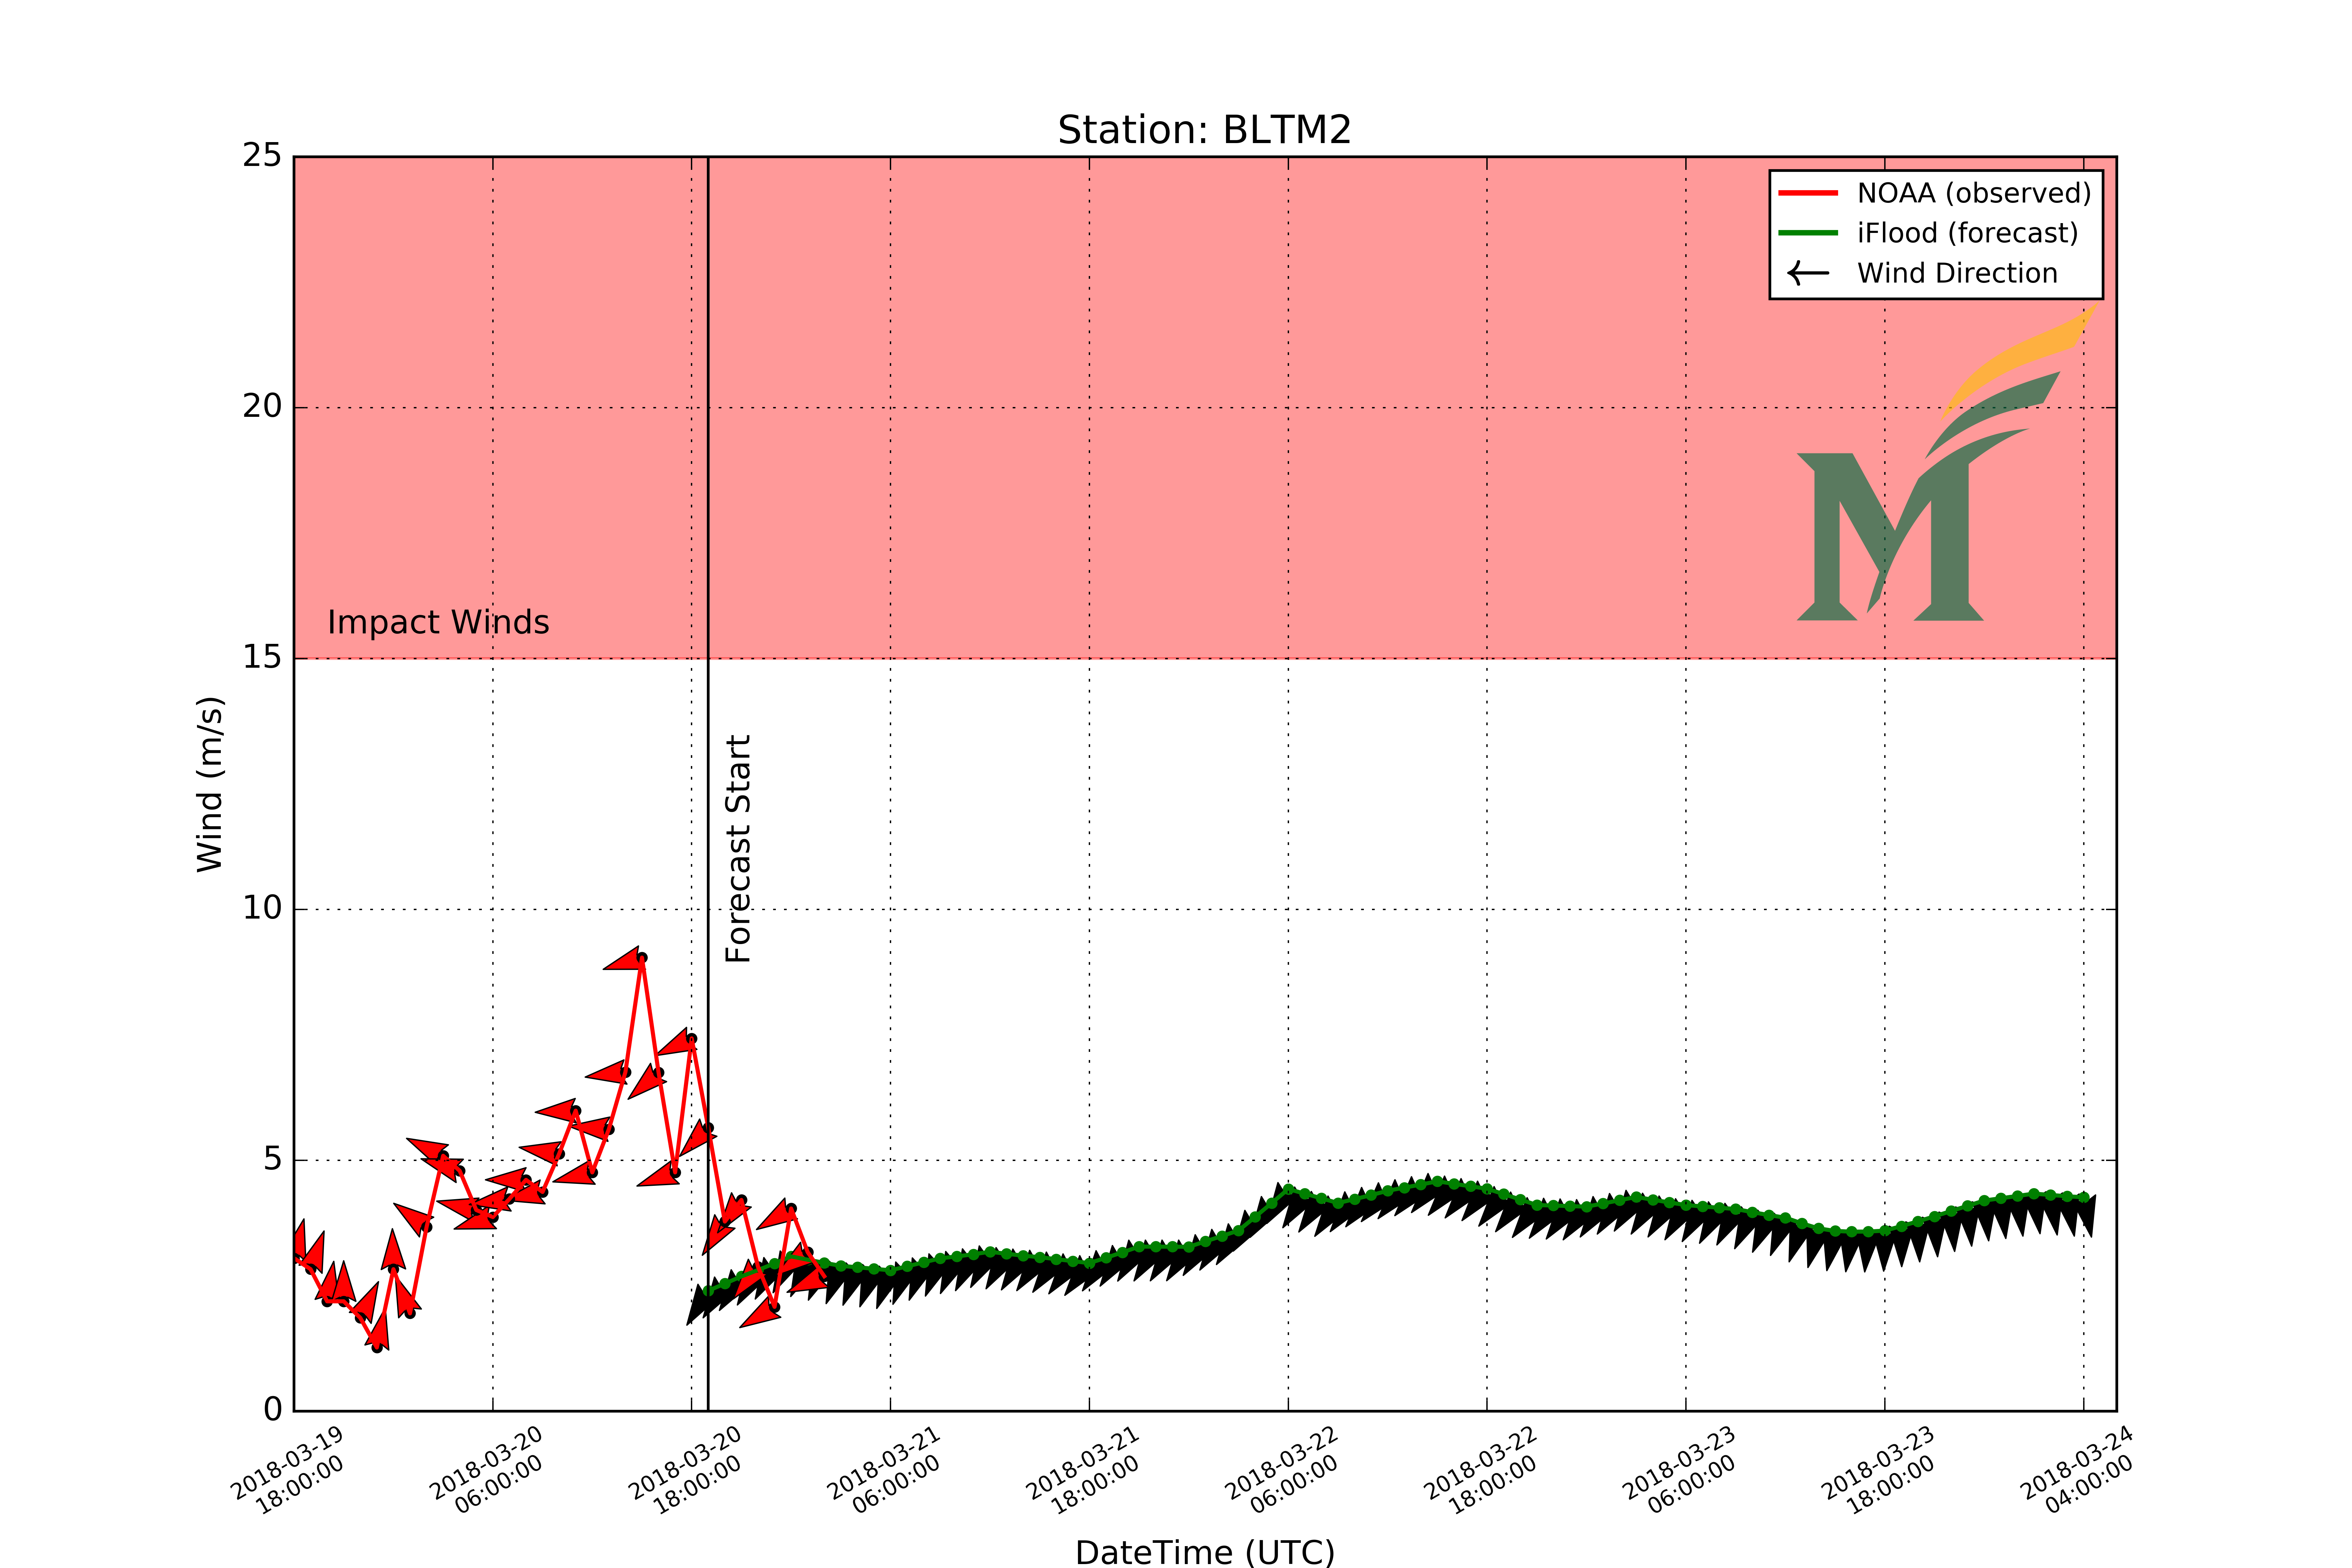 Station: BLTM2
25
20
15
10
5
0
Wind (m/s)
NOAA (observed)
iFlood (forecast)
Wind Direction
M
Impact Winds
Forecast Start
2018-03-19
18:00:00
2018-03-20
06:00:00
2018-03-20
18:00:00
2018-03-21
06:00:00
2018-03-21
18:00:00
2018-03-22
06:00:00
2018-03-22
18:00:00
2018-03-23
06:00:00
2018-03-23
18:00:00
2018-03-24
04:00:00
DateTime (UTC)